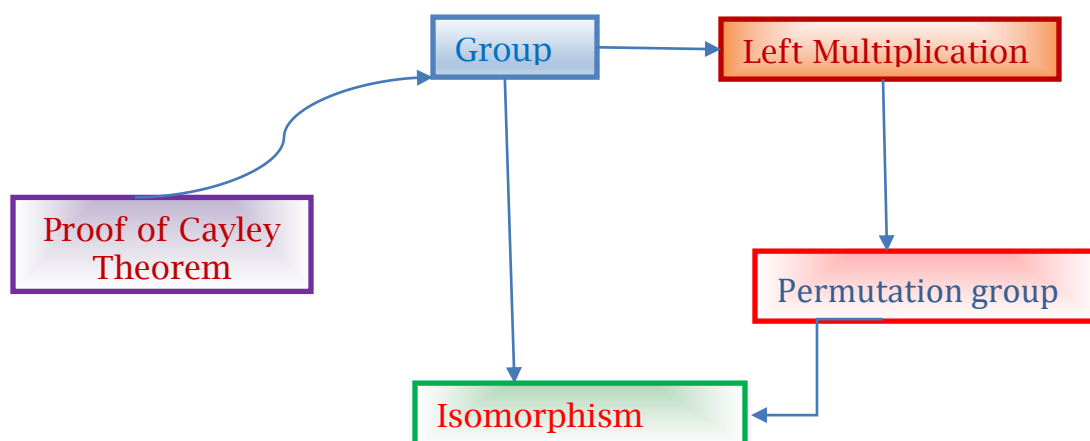 Group
Left Multiplication
Proof of Cayley
Theorem
Permutation group
Isomorphism